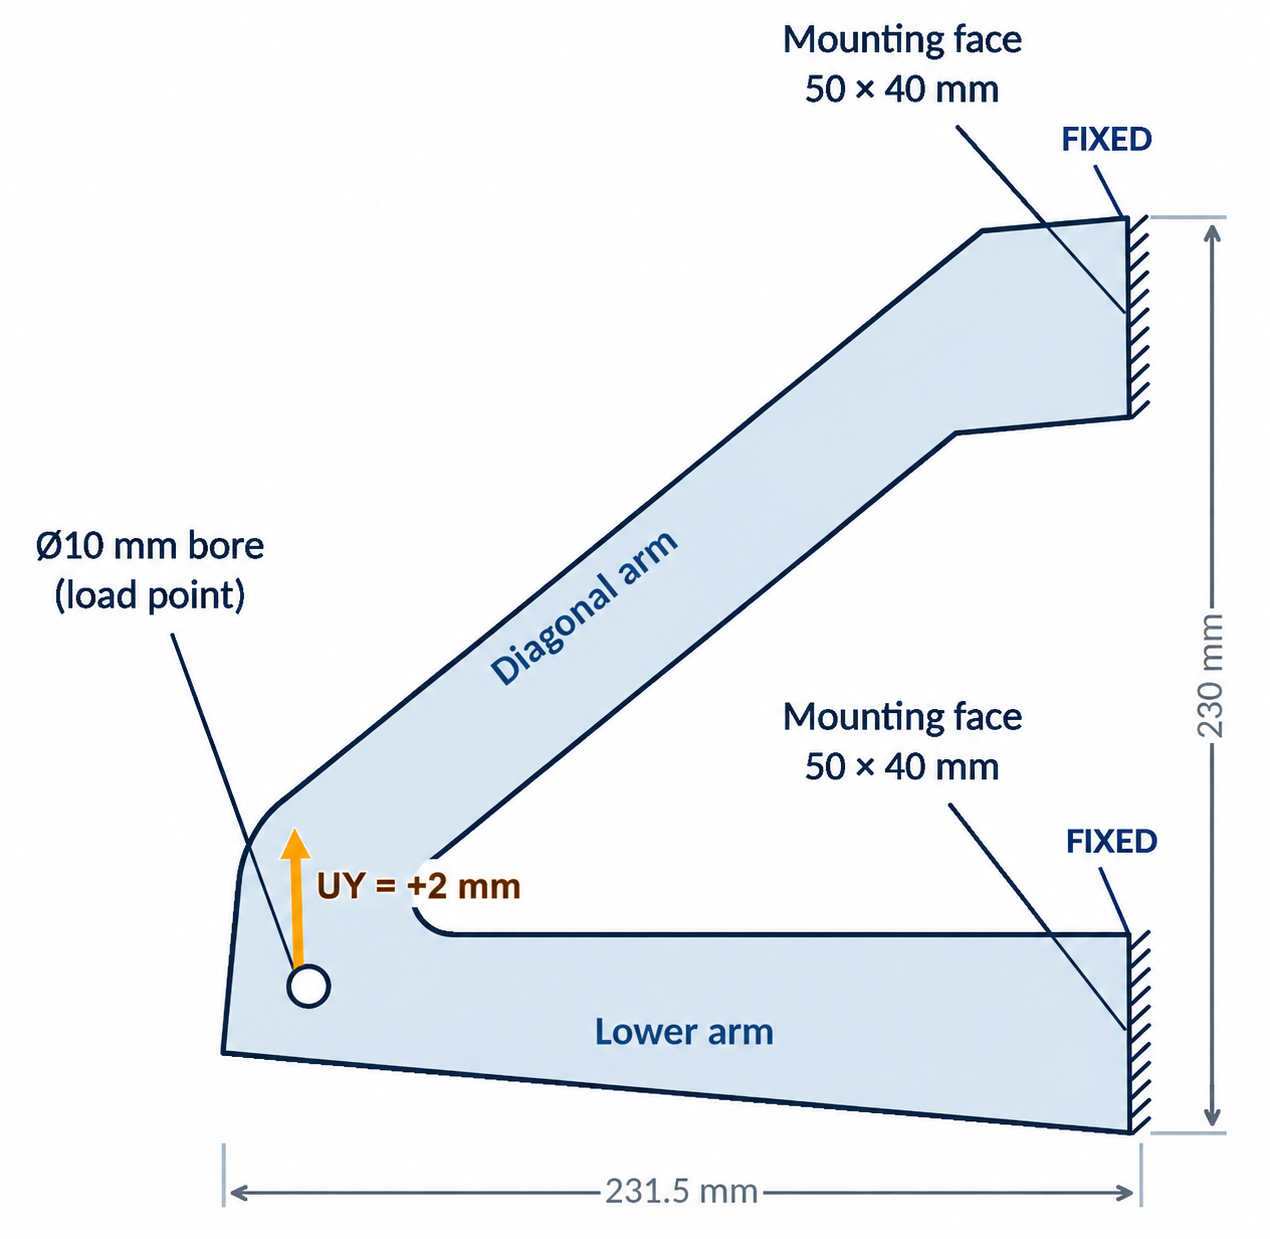 Mounting face
50 × 40 mm
FIXED
Ø10 mm bore
(load point)
Diagonal arm
230 mm
Mounting face
50 × 40 mm
FIXED
UY = +2 mm
Lower arm
231.5 mm